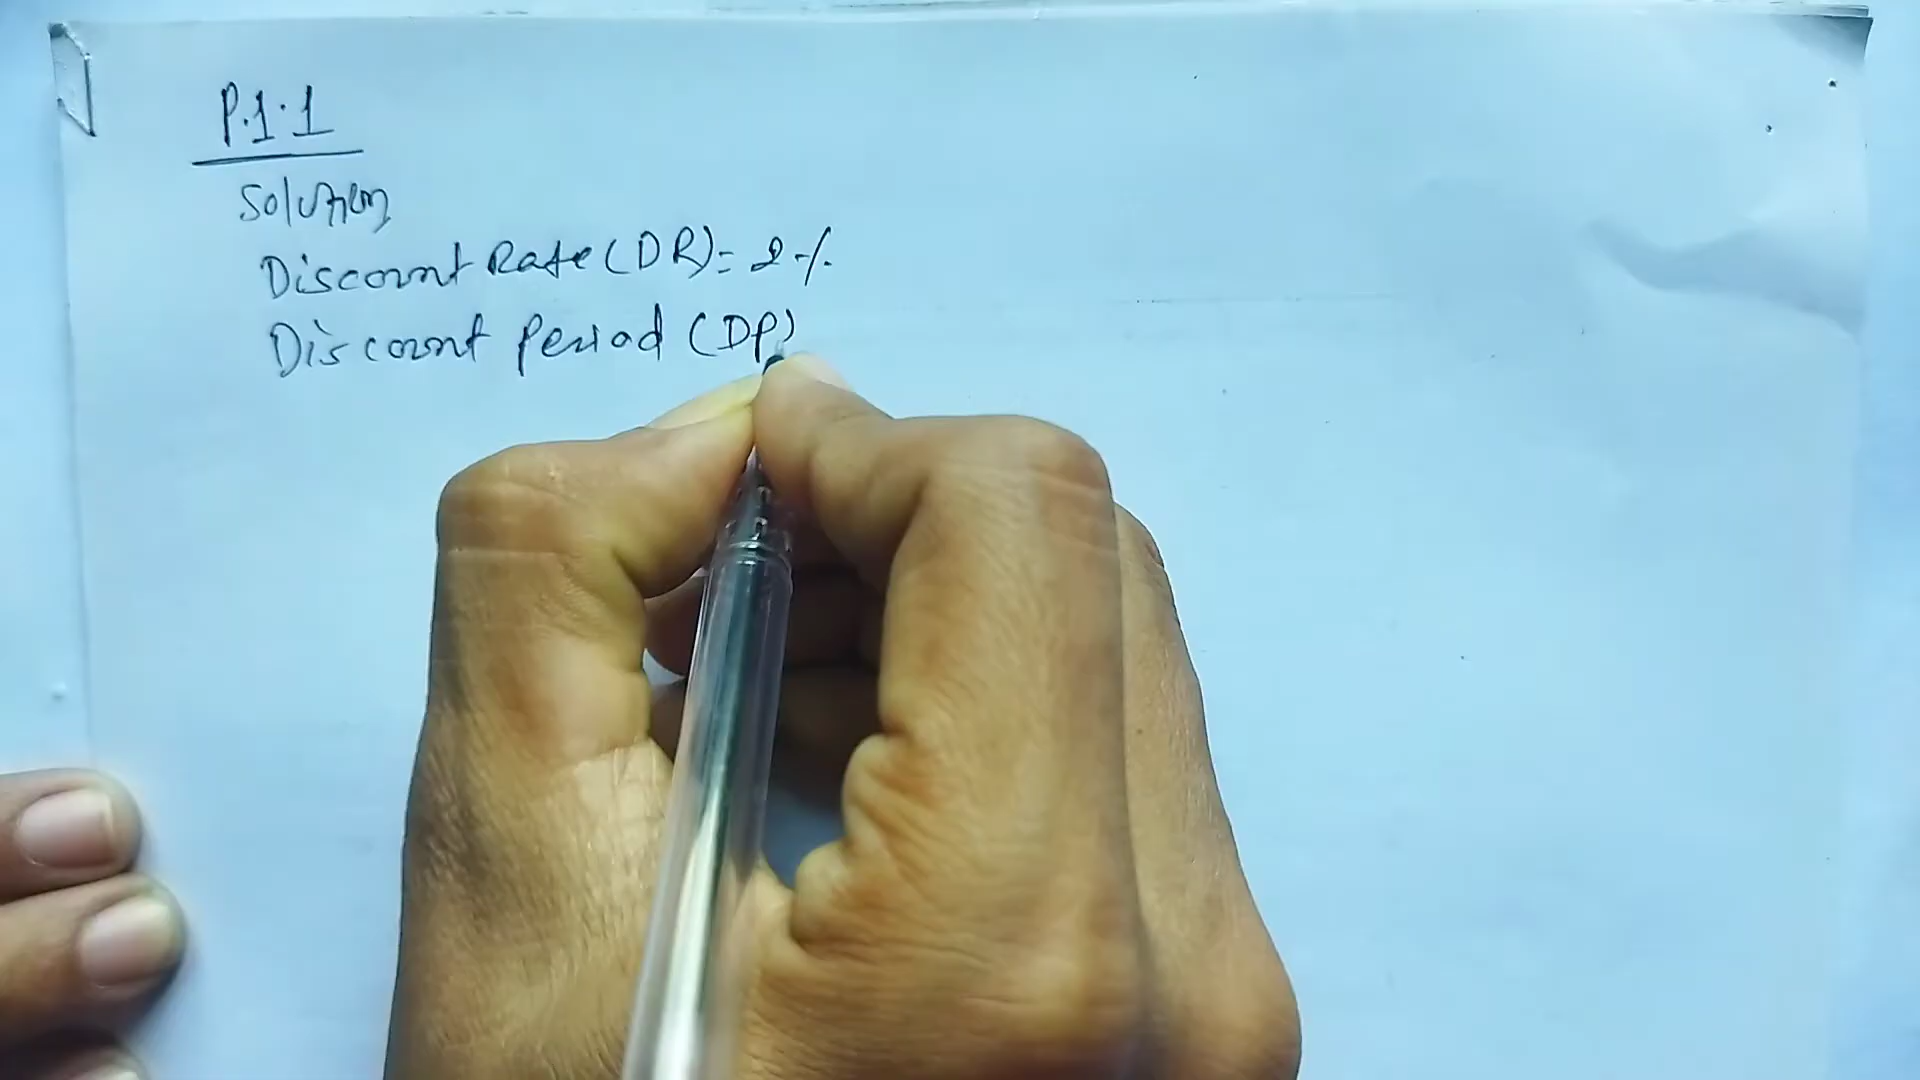 P.1.1
Solution
Discount Rate (DR) = 2%
Discount Period (DP)